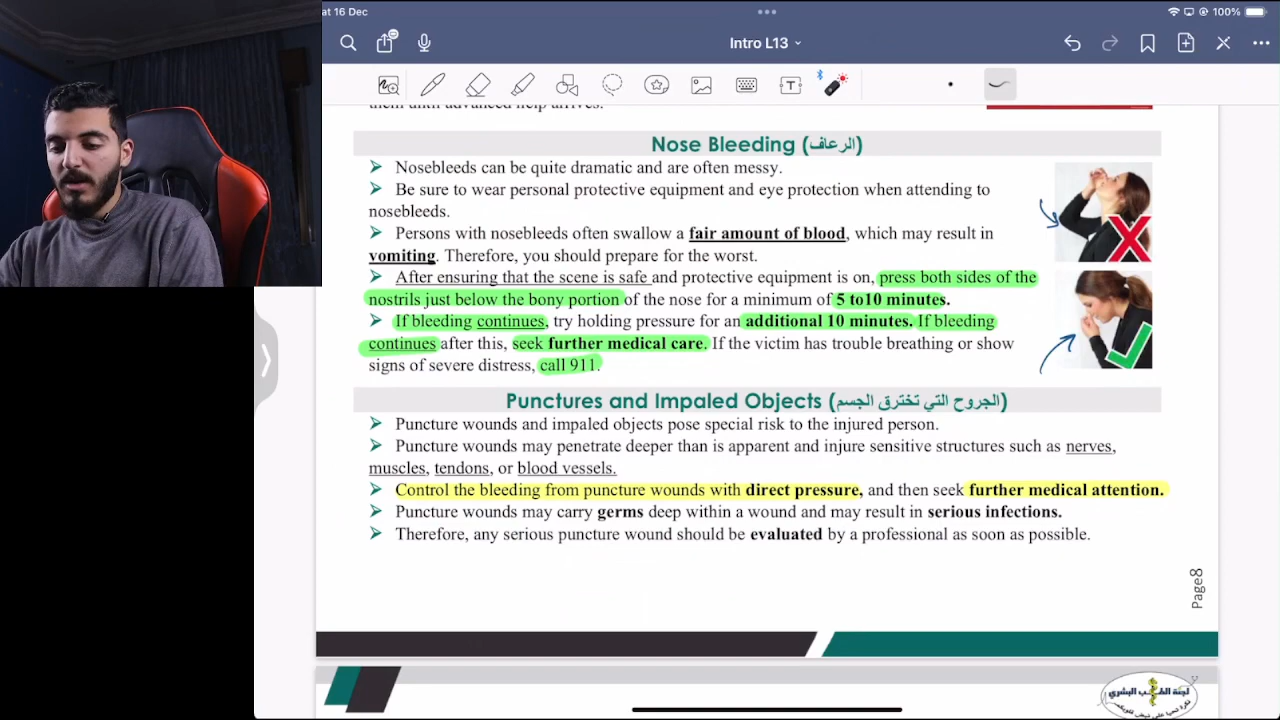 at 16 Dec
100%
Intro L13
them until advanced help arrives.
Nose Bleeding (الرعاف)
➤ Nosebleeds can be quite dramatic and are often messy.
➤ Be sure to wear personal protective equipment and eye protection when attending to
nosebleeds.
➤ Persons with nosebleeds often swallow a fair amount of blood, which may result in
vomiting. Therefore, you should prepare for the worst.
➤ After ensuring that the scene is safe and protective equipment is on, press both sides of the
nostrils just below the bony portion of the nose for a minimum of 5 to10 minutes.
➤ If bleeding continues, try holding pressure for an additional 10 minutes. If bleeding
continues after this, seek further medical care. If the victim has trouble breathing or show
signs of severe distress, call 911.
Punctures and Impaled Objects (الجروح التي تخترق الجسم)
➤ Puncture wounds and impaled objects pose special risk to the injured person.
➤ Puncture wounds may penetrate deeper than is apparent and injure sensitive structures such as nerves,
muscles, tendons, or blood vessels.
➤ Control the bleeding from puncture wounds with direct pressure, and then seek further medical attention.
➤ Puncture wounds may carry germs deep within a wound and may result in serious infections.
➤ Therefore, any serious puncture wound should be evaluated by a professional as soon as possible.
Page8
لجنة الطب البشري